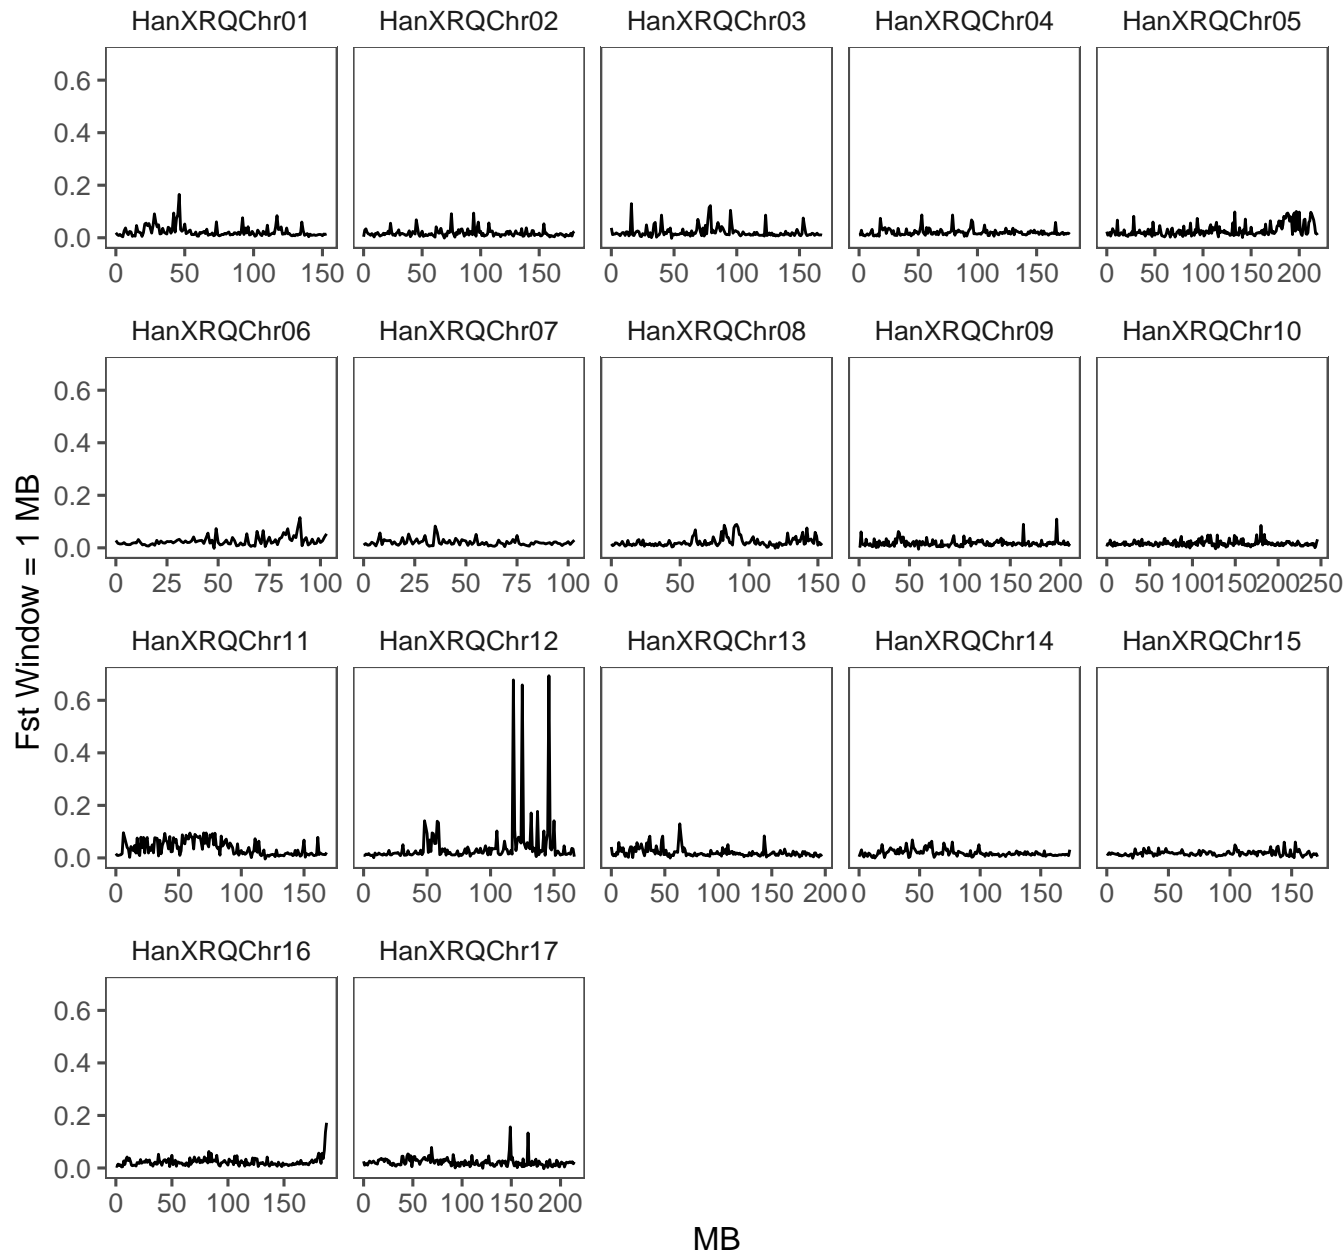 HanXRQChr01 HanXRQChr02 HanXRQChr03 HanXRQChr04 HanXRQChr05
0.6
0.4
0.2
0.0
0 50 100 150 0 50 100 150 0 50 100 150 0 50 100 150 0 50 100 150 200
HanXRQChr06 HanXRQChr07 HanXRQChr08 HanXRQChr09 HanXRQChr10
0.6
0.4
0.2
0.0
0 25 50 75 100 0 25 50 75 100 0 50 100 150 0 50 100 150 200 0 50 100 150 200 250
Fst Window = 1 MB
HanXRQChr11 HanXRQChr12 HanXRQChr13 HanXRQChr14 HanXRQChr15
0.6
0.4
0.2
0.0
0 50 100 150 0 50 100 150 0 50 100 150 200 0 50 100 150 0 50 100 150
HanXRQChr16 HanXRQChr17
0.6
0.4
0.2
0.0
0 50 100 150 0 50 100 150 200
MB